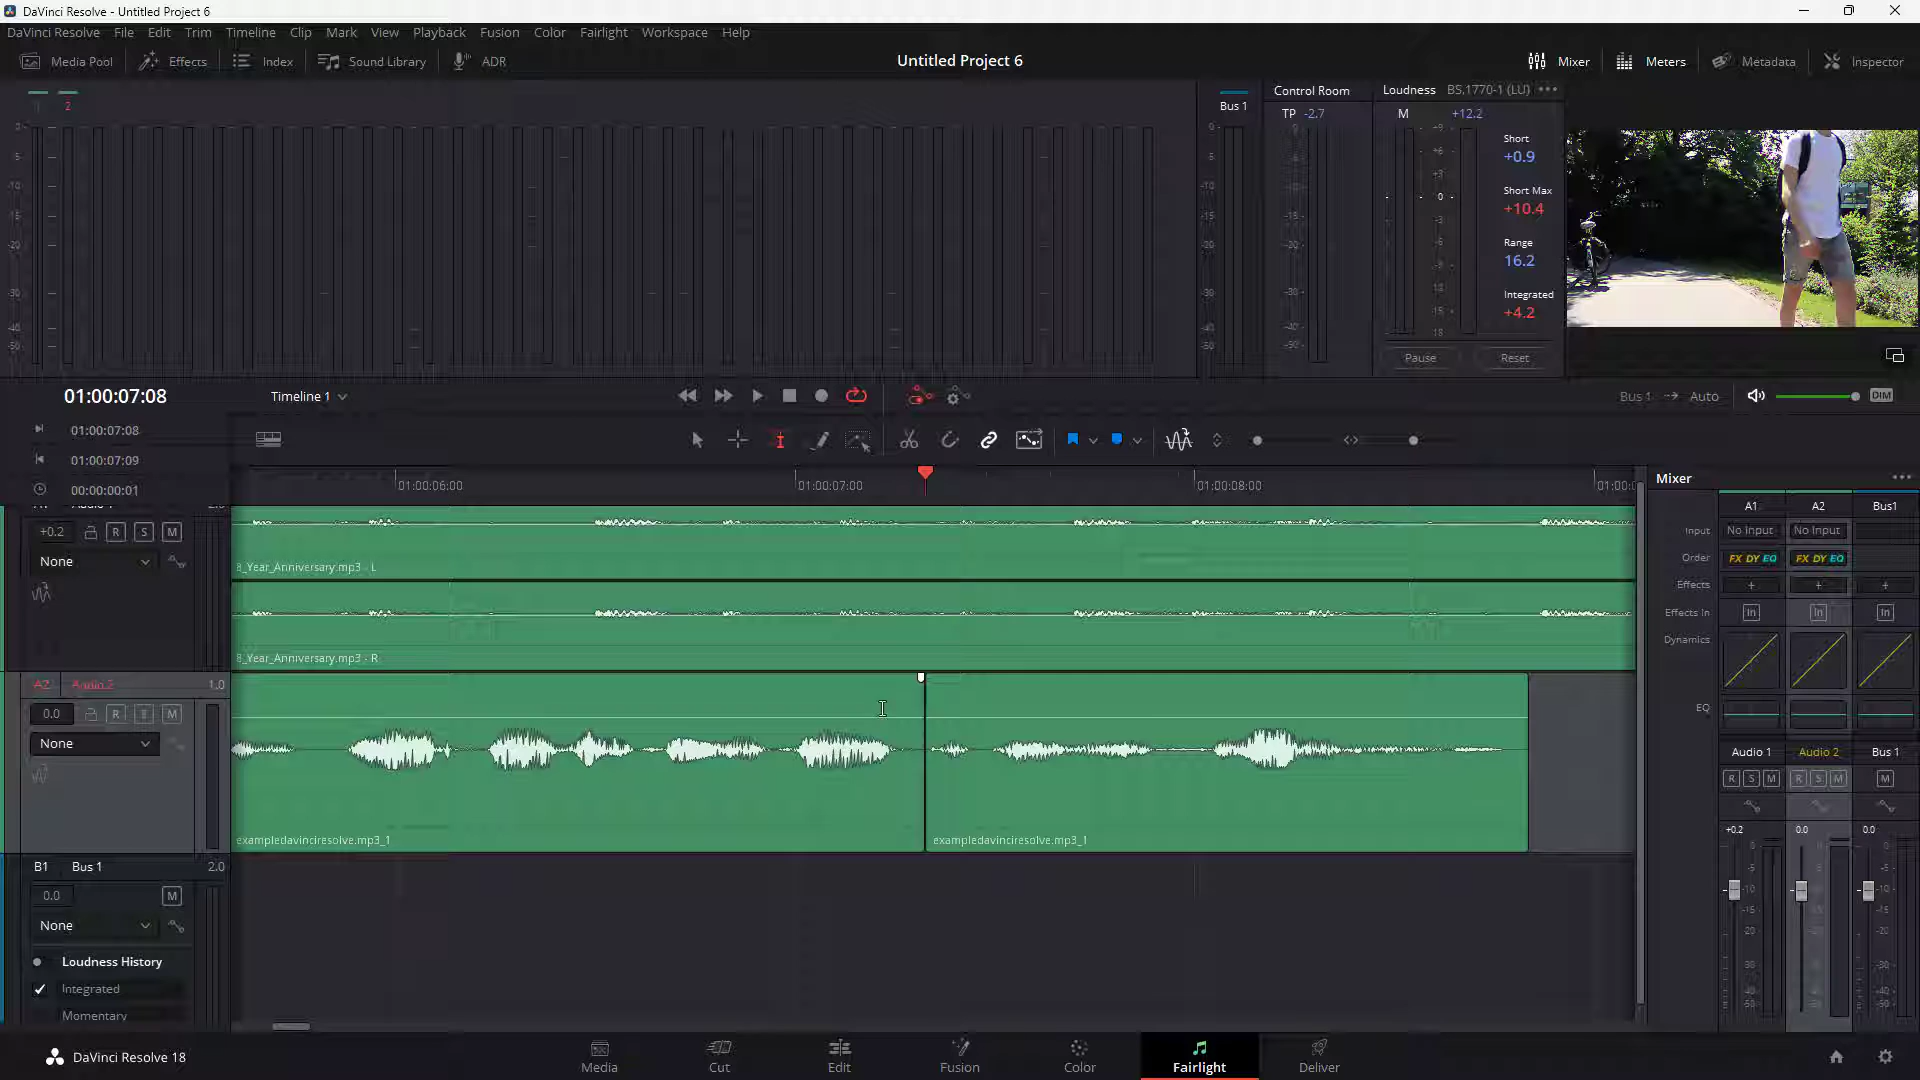 DaVinci Resolve - Untitled Project 6
DaVinci Resolve File Edit Trim Timeline Clip Mark View Playback Fusion Color Fairlight Workspace Help
Media Pool Effects Index Sound Library ADR
Untitled Project 6
Mixer Meters Metadata Inspector
1 2
Bus 1
Control Room
TP -2.7
Loudness BS.1770-1 (LU)
M +12.2
Short
+0.9
Short Max
+10.4
Range
16.2
Integrated
+4.2
Pause Reset
01:00:07:08
Timeline 1
Bus 1 Auto DIM
01:00:07:08
01:00:07:09
00:00:00:01
01:00:06:00 01:00:07:00 01:00:08:00
+0.2 R S M
None
8_Year_Anniversary.mp3 - L
8_Year_Anniversary.mp3 - R
A2 Audio 2 1.0
0.0 R S M
None
exampledavinciresolve.mp3_1 exampledavinciresolve.mp3_1
B1 Bus 1 2.0
0.0 M
None
Loudness History
Integrated
Momentary
Mixer
A1 A2 Bus1
Input No Input No Input
Order FX DY EQ FX DY EQ
Effects + + +
Effects In In In In
Dynamics
EQ
Audio 1 Audio 2 Bus 1
R S M R S M M
+0.2 0.0 0.0
DaVinci Resolve 18
Media Cut Edit Fusion Color Fairlight Deliver